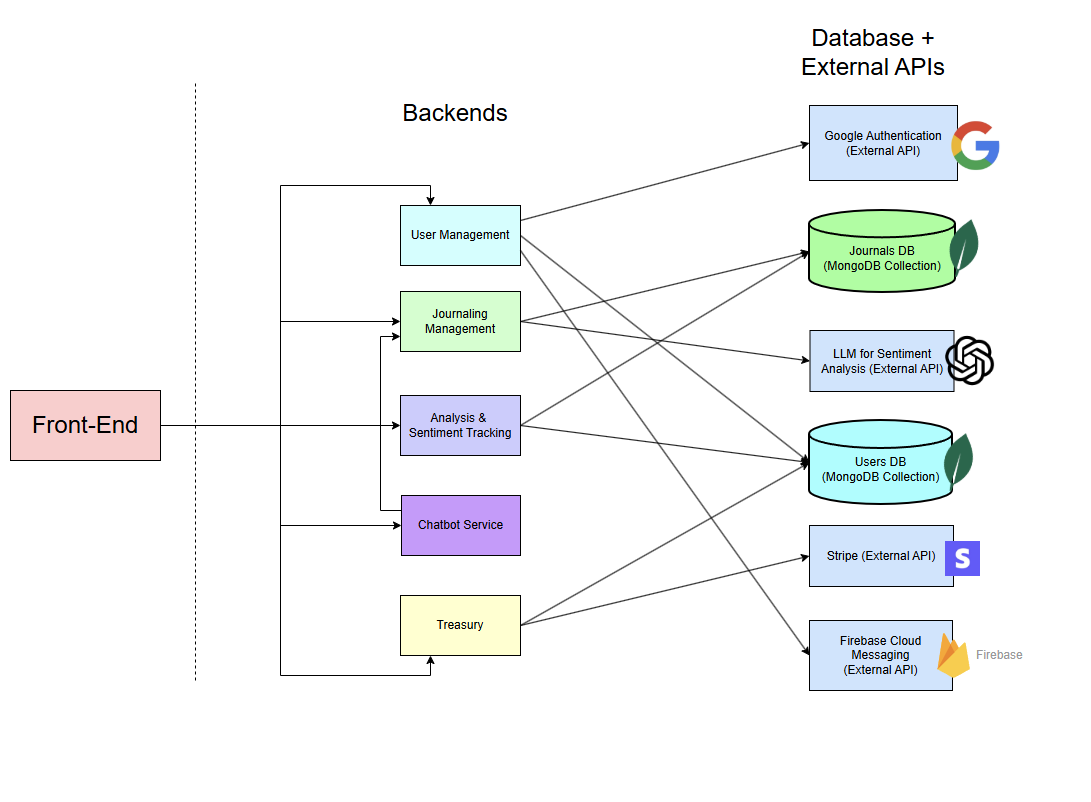 Database +
External APIs
Backends
Google Authentication
(External API)
User Management
Journals DB
(MongoDB Collection)
Journaling
Management
LLM for Sentiment
Analysis (External API)
Front-End
Analysis &
Sentiment Tracking
Users DB
(MongoDB Collection)
Chatbot Service
Stripe (External API)
S
Treasury
Firebase Cloud
Messaging
(External API)
Firebase